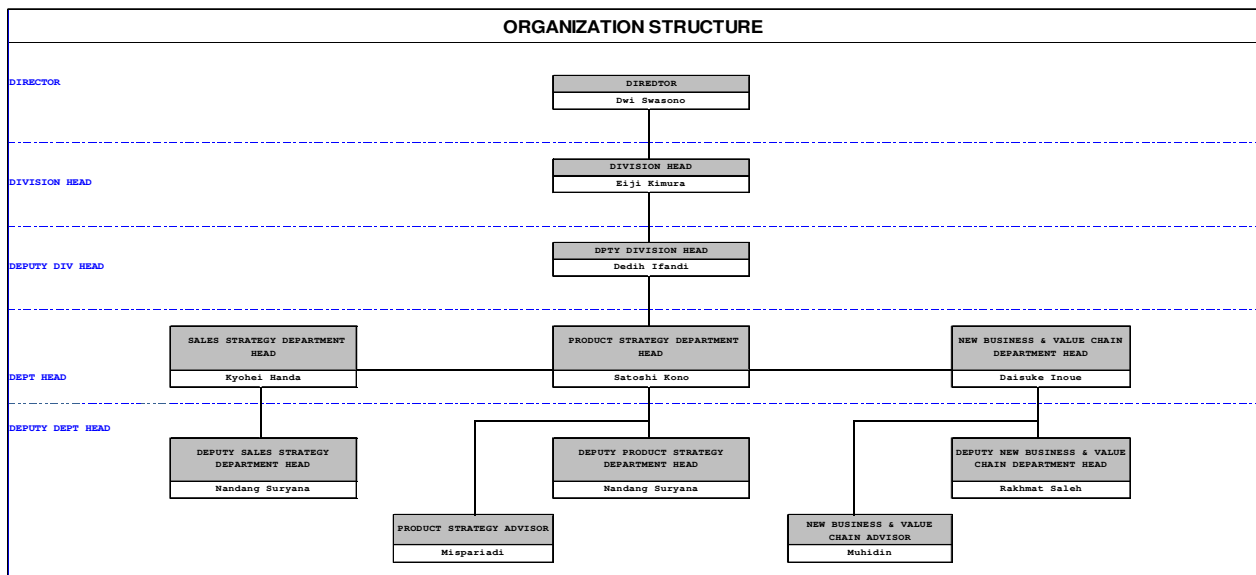 ORGANIZATION STRUCTURE
DIRECTOR
DIREDTOR
Dwi Swasono
DIVISION HEAD
DIVISION HEAD
Eiji Kimura
DEPUTY DIV HEAD
DPTY DIVISION HEAD
Dedih Ifandi
DEPT HEAD
SALES STRATEGY DEPARTMENT
HEAD
Kyohei Handa
PRODUCT STRATEGY DEPARTMENT
HEAD
Satoshi Kono
NEW BUSINESS & VALUE CHAIN
DEPARTMENT HEAD
Daisuke Inoue
DEPUTY DEPT HEAD
DEPUTY SALES STRATEGY
DEPARTMENT HEAD
Nandang Suryana
DEPUTY PRODUCT STRATEGY
DEPARTMENT HEAD
Nandang Suryana
DEPUTY NEW BUSINESS & VALUE
CHAIN DEPARTMENT HEAD
Rakhmat Saleh
PRODUCT STRATEGY ADVISOR
Mispariadi
NEW BUSINESS & VALUE
CHAIN ADVISOR
Muhidin